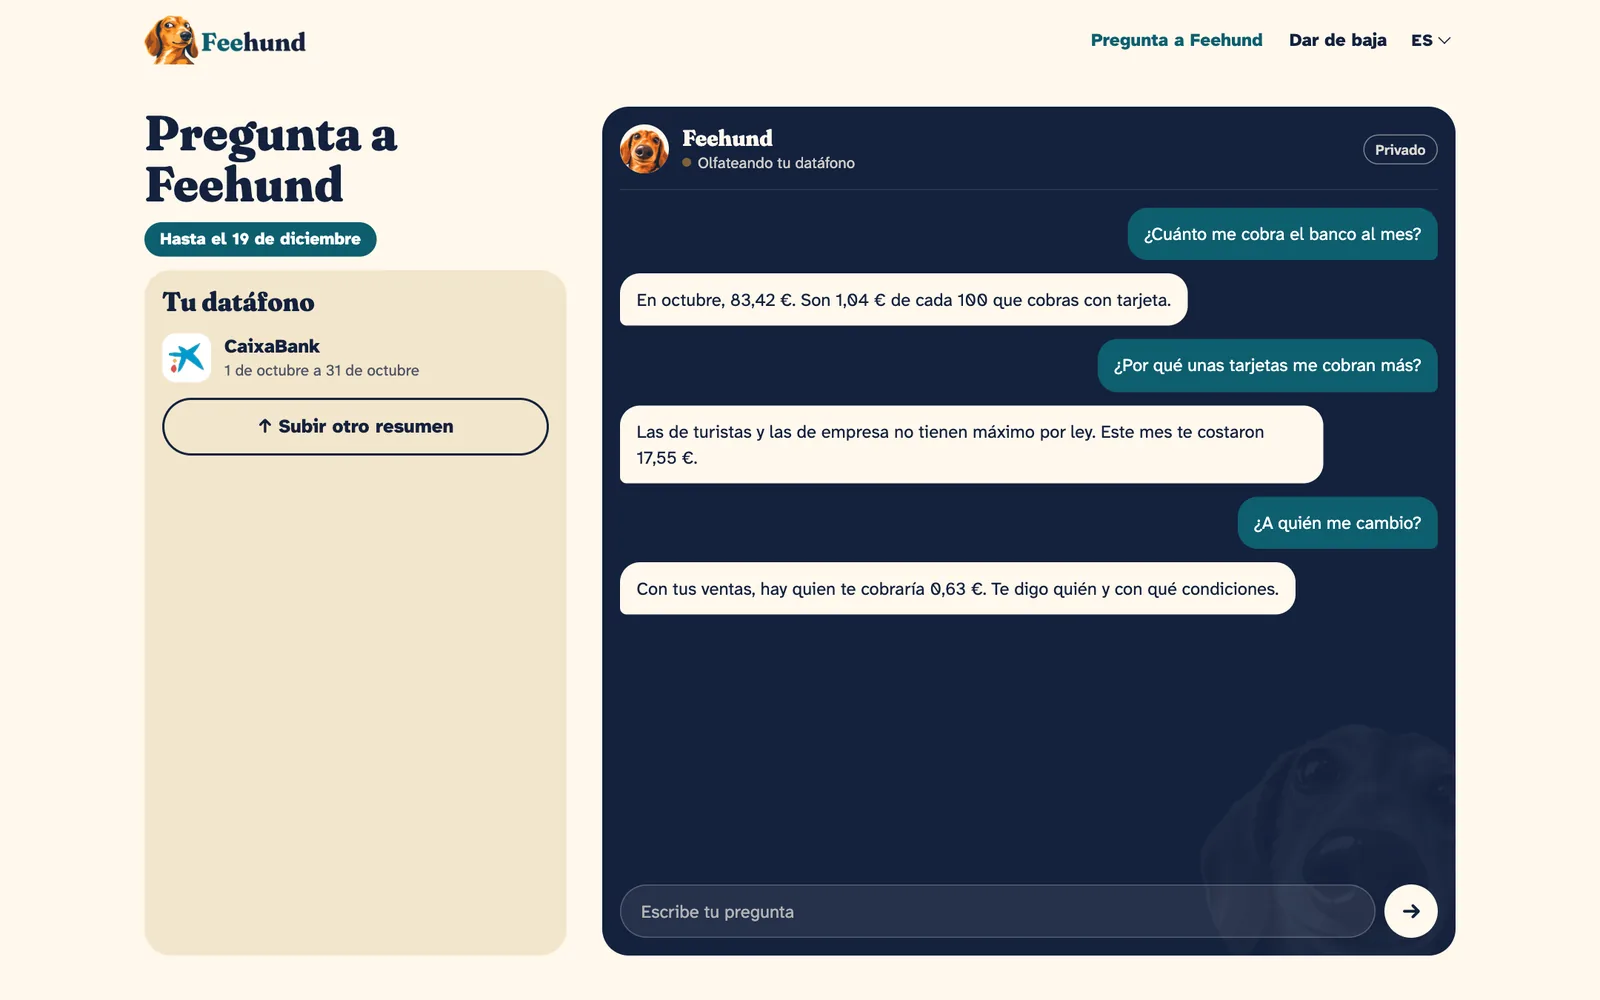 Feehund
Pregunta a Feehund
Dar de baja
ES
Pregunta a
Feehund
Hasta el 19 de diciembre
Tu datáfono
CaixaBank
1 de octubre a 31 de octubre
↑ Subir otro resumen
Feehund
Olfateando tu datáfono
Privado
¿Cuánto me cobra el banco al mes?
En octubre, 83,42 €. Son 1,04 € de cada 100 que cobras con tarjeta.
¿Por qué unas tarjetas me cobran más?
Las de turistas y las de empresa no tienen máximo por ley. Este mes te costaron
17,55 €.
¿A quién me cambio?
Con tus ventas, hay quien te cobraría 0,63 €. Te digo quién y con qué condiciones.
Escribe tu pregunta